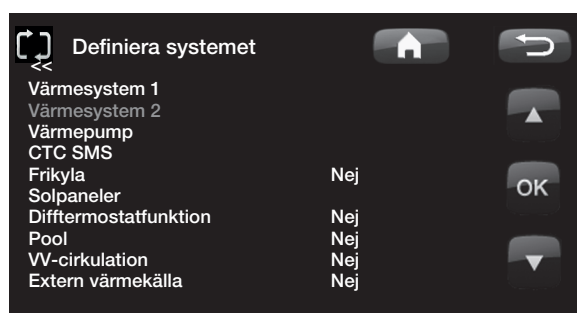 Definiera systemet
<<
Värmesystem 1
Värmesystem 2
Värmepump
CTC SMS
Frikyla Nej
Solpaneler
Difftermostatfunktion Nej
Pool Nej
VV-cirkulation Nej
Extern värmekälla Nej
OK